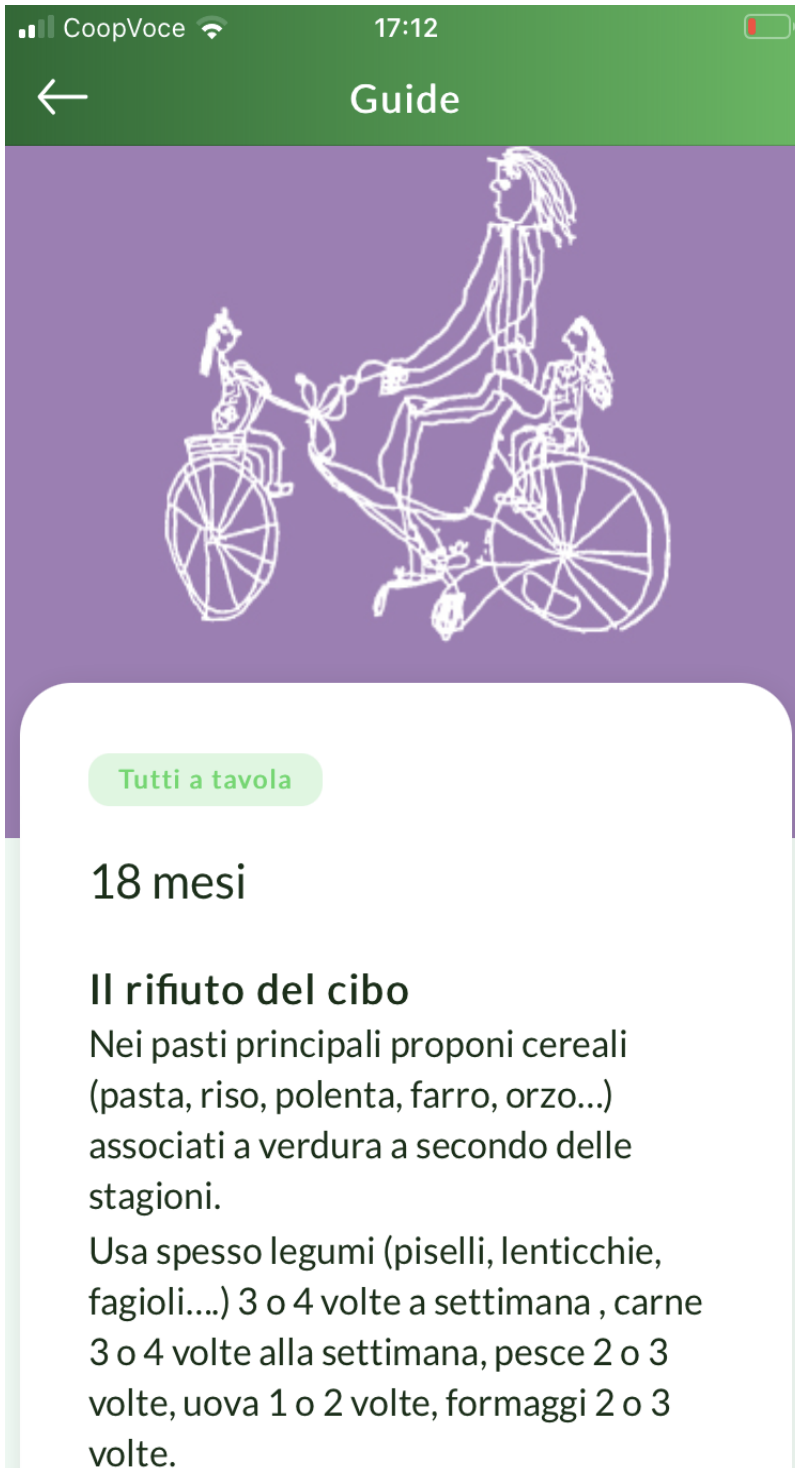 CoopVoce
17:12
Guide
Tutti a tavola
18 mesi
Il rifiuto del cibo
Nei pasti principali proponi cereali
(pasta, riso, polenta, farro, orzo...)
associati a verdura a secondo delle
stagioni.
Usa spesso legumi (piselli, lenticchie,
fagioli....) 3 o 4 volte a settimana , carne
3 o 4 volte alla settimana, pesce 2 o 3
volte, uova 1 o 2 volte, formaggi 2 o 3
volte.